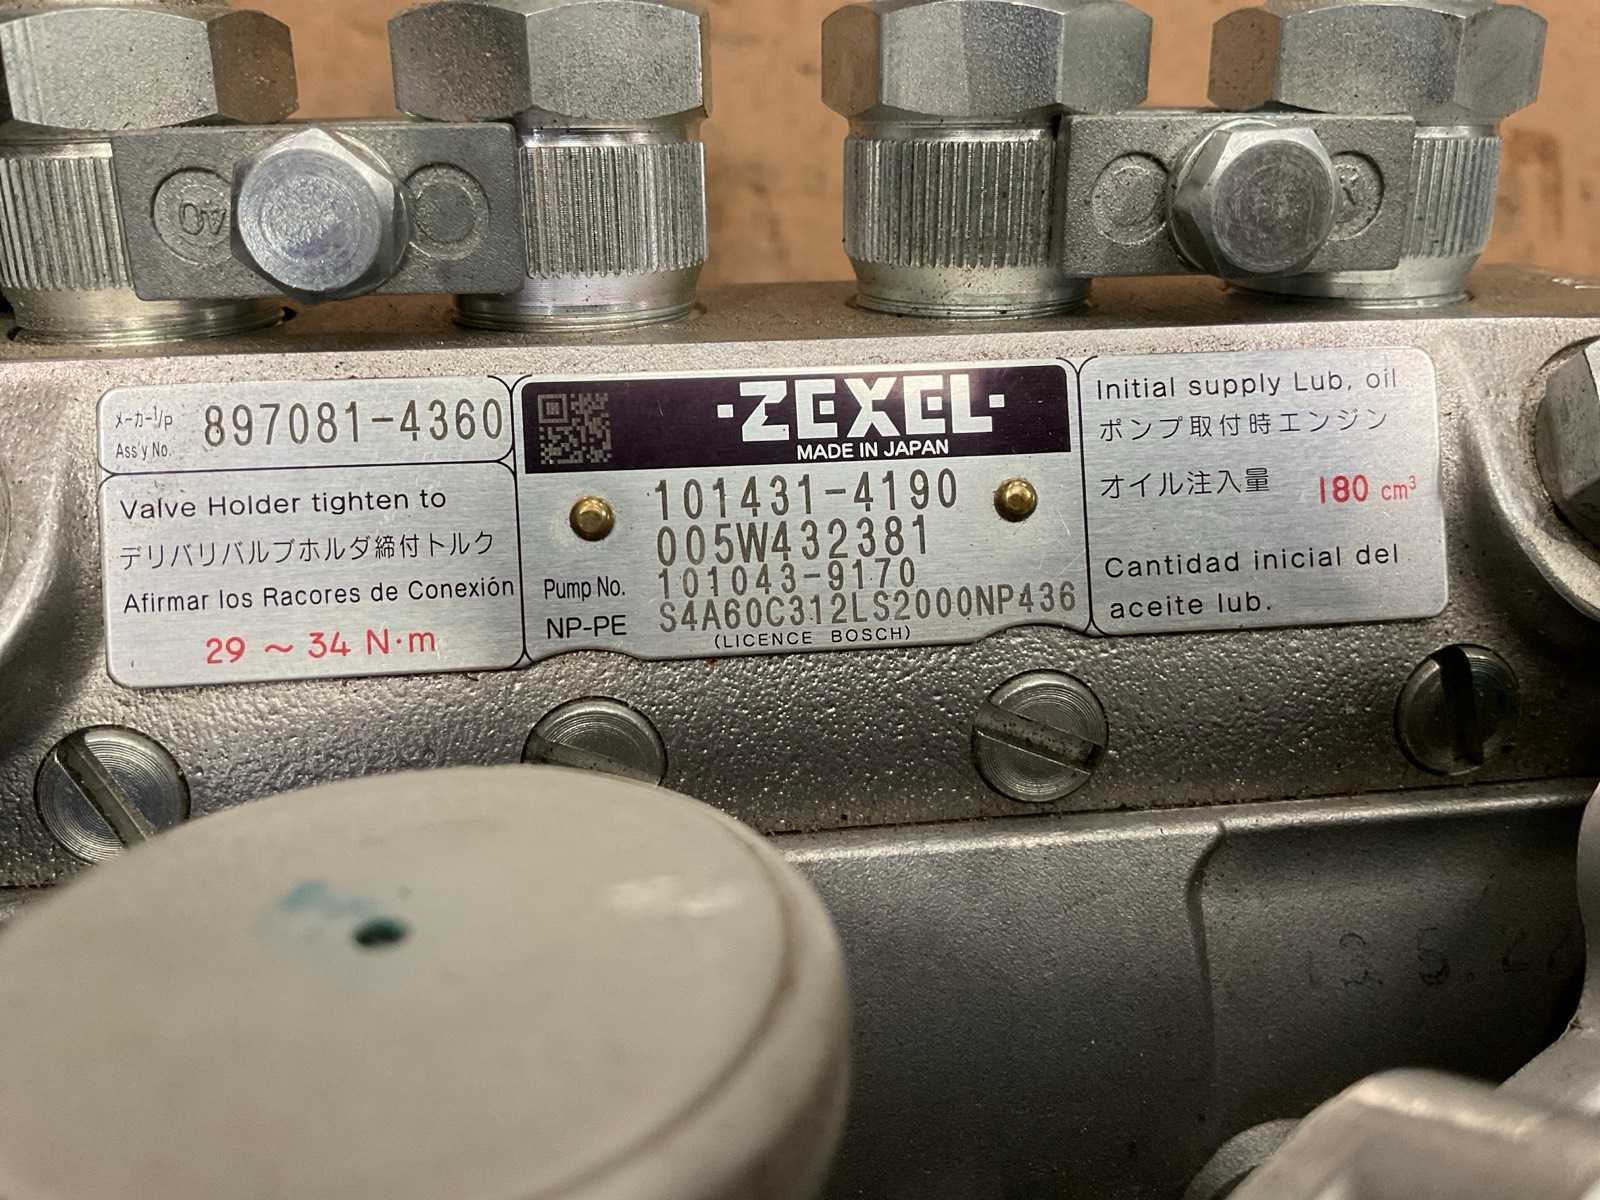 40
メーカーI/p
Ass'y No.
897081-4360
Valve Holder tighten to
デリバリバルブホルダ締付トルク
Afirmar los Racores de Conexión
29 ~ 34 N·m
·ZEXEL·
MADE IN JAPAN
101431-4190
005W432381
Pump No. 101043-9170
NP-PE S4A60C312LS2000NP436
(LICENCE BOSCH)
Initial supply Lub, oil
ポンプ取付時エンジン
オイル注入量 180 cm³
Cantidad inicial del
aceite lub.